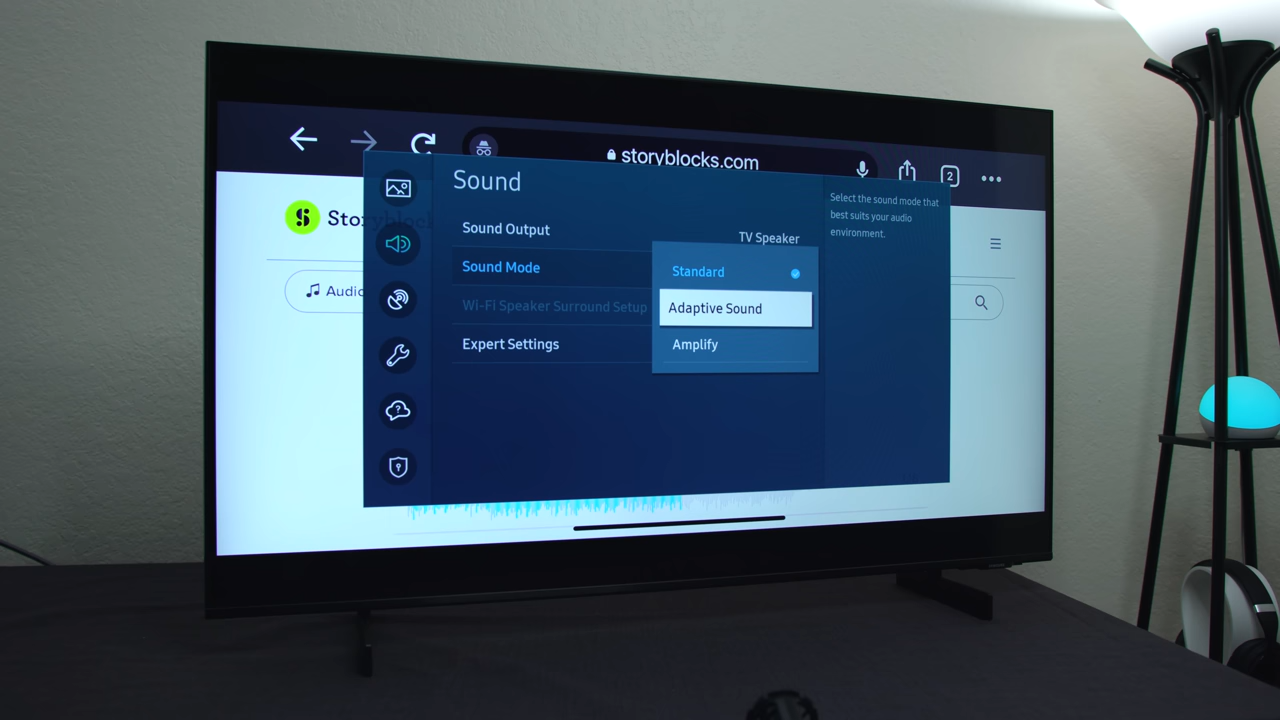 storyblocks.com
2
Storyblocks
Audio
Sound
Sound Output
TV Speaker
Sound Mode
Wi-Fi Speaker Surround Setup
Expert Settings
Standard
Adaptive Sound
Amplify
Select the sound mode that
best suits your audio
environment.